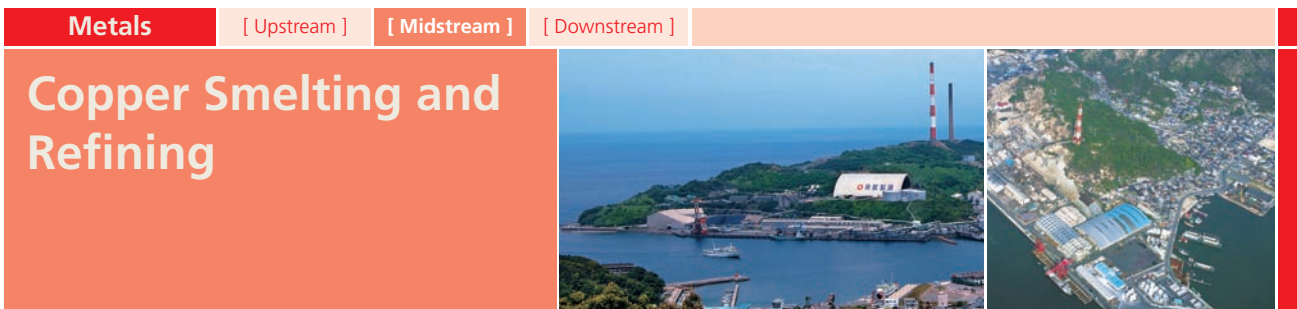 Metals
[ Upstream ]
[ Midstream ]
[ Downstream ]
Copper Smelting and
Refining